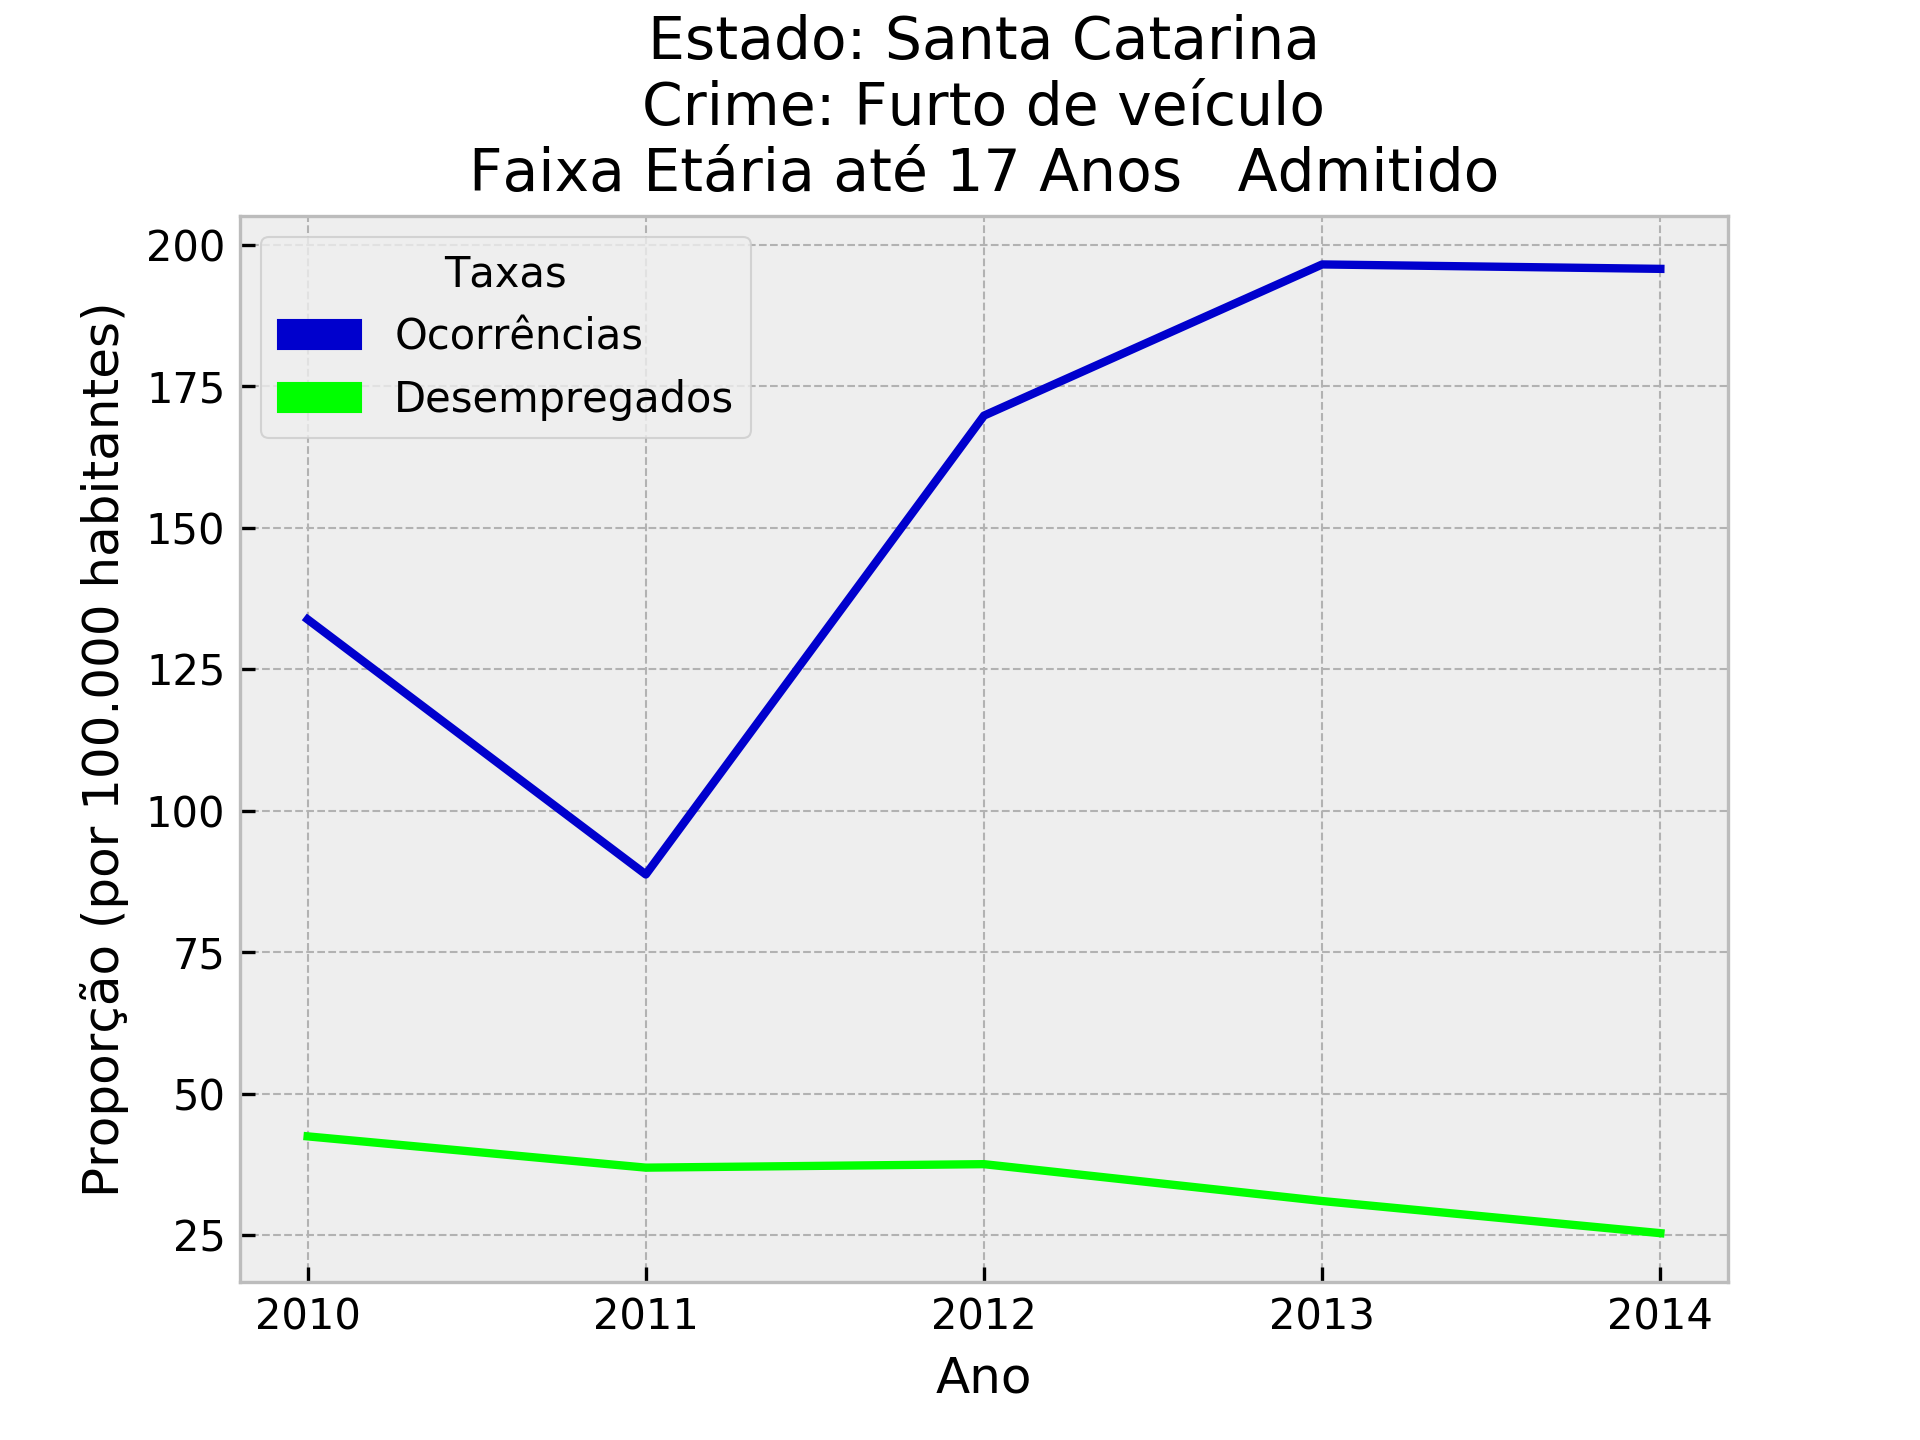 Estado: Santa Catarina
Crime: Furto de veículo
Faixa Etária até 17 Anos   Admitido
Taxas
Ocorrências
Desempregados
Proporção (por 100.000 habitantes)
200
175
150
125
100
75
50
25
2010 2011 2012 2013 2014
Ano